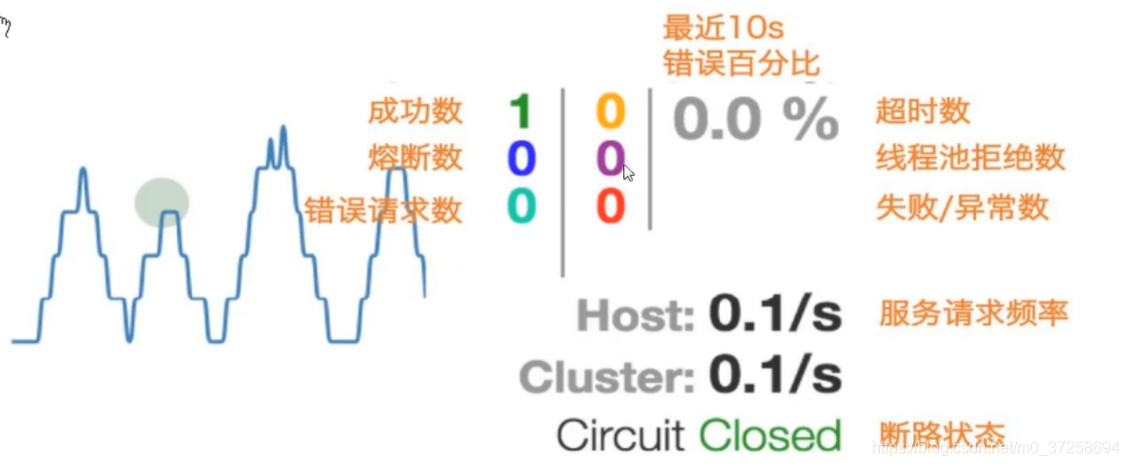 最近10s
错误百分比
成功数 1 0 0.0 % 超时数
熔断数 0 0 线程池拒绝数
错误请求数 0 0 失败/异常数
Host: 0.1/s 服务请求频率
Cluster: 0.1/s
Circuit Closed 断路状态
https://blog.csdn.net/m0_37258694